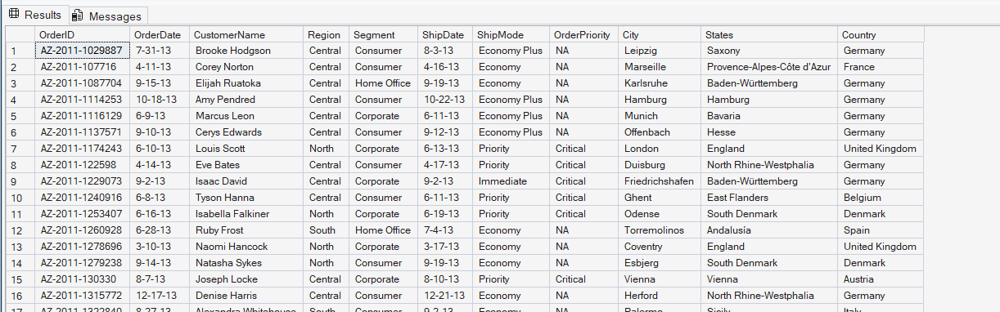 Results Messages
OrderID OrderDate CustomerName Region Segment ShipDate ShipMode OrderPriority City States Country
1 AZ-2011-1029887 7-31-13 Brooke Hodgson Central Consumer 8-3-13 Economy Plus NA Leipzig Saxony Germany
2 AZ-2011-107716 4-11-13 Corey Norton Central Consumer 4-16-13 Economy NA Marseille Provence-Alpes-Côte d'Azur France
3 AZ-2011-1087704 9-15-13 Elijah Ruatoka Central Home Office 9-19-13 Economy NA Karlsruhe Baden-Württemberg Germany
4 AZ-2011-1114253 10-18-13 Amy Pendred Central Consumer 10-22-13 Economy Plus NA Hamburg Hamburg Germany
5 AZ-2011-1116129 6-9-13 Marcus Leon Central Corporate 6-11-13 Economy Plus NA Munich Bavaria Germany
6 AZ-2011-1137571 9-10-13 Cerys Edwards Central Consumer 9-12-13 Economy Plus NA Offenbach Hesse Germany
7 AZ-2011-1174243 6-10-13 Louis Scott North Corporate 6-13-13 Priority Critical London England United Kingdom
8 AZ-2011-122598 4-14-13 Eve Bates Central Consumer 4-17-13 Priority Critical Duisburg North Rhine-Westphalia Germany
9 AZ-2011-1229073 9-2-13 Isaac David Central Corporate 9-2-13 Immediate Critical Friedrichshafen Baden-Württemberg Germany
10 AZ-2011-1240916 6-8-13 Tyson Hanna Central Consumer 6-11-13 Priority Critical Ghent East Flanders Belgium
11 AZ-2011-1253407 6-16-13 Isabella Falkiner North Corporate 6-19-13 Priority Critical Odense South Denmark Denmark
12 AZ-2011-1260928 6-28-13 Ruby Frost South Home Office 7-4-13 Economy NA Torremolinos Andalusía Spain
13 AZ-2011-1278696 3-10-13 Naomi Hancock North Corporate 3-17-13 Economy NA Coventry England United Kingdom
14 AZ-2011-1279238 9-14-13 Natasha Sykes North Consumer 9-19-13 Economy NA Esbjerg South Denmark Denmark
15 AZ-2011-130330 8-7-13 Joseph Locke Central Consumer 8-10-13 Priority Critical Vienna Vienna Austria
16 AZ-2011-1315772 12-17-13 Denise Harris Central Consumer 12-21-13 Economy NA Herford North Rhine-Westphalia Germany
17 AZ-2011-1322840 8-27-13 Alexandra Whitehouse South Consumer 9-2-13 Economy NA Palermo Sicily Italy